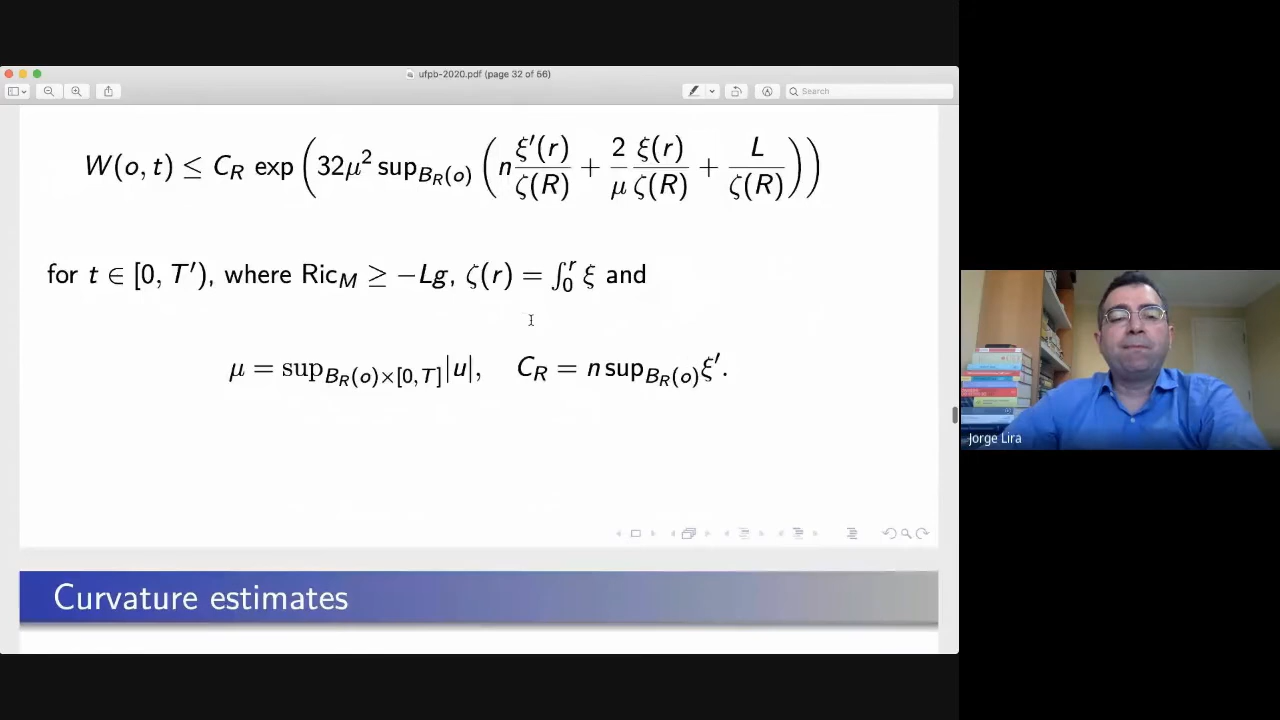 ufpb-2020.pdf (page 32 of 56)
Search
W(o, t) ≤ C_R exp ( 32μ² sup_{B_R(o)} ( n ξ′(r)/ζ(R) + 2/μ ξ(r)/ζ(R) + L/ζ(R) ) )
for t ∈ [0, T′), where Ric_M ≥ −Lg, ζ(r) = ∫₀ʳ ξ and
μ = sup_{B_R(o)×[0,T]}|u|, C_R = n sup_{B_R(o)} ξ′.
Jorge Lira
Curvature estimates